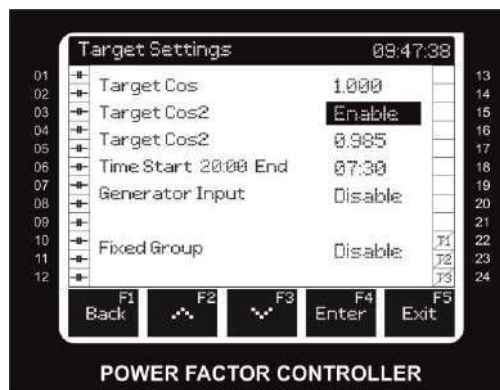 Target Settings 09:47:38
01
02
03
04
05
06
07
08
09
10
11
12
Target Cos 1.000
Target Cos2 Enable
Target Cos2 0.985
Time Start 20:00 End 07:30
Generator Input Disable
Fixed Group Disable
13
14
15
16
17
18
19
20
21
T1 22
T2 23
T3 24
F1 F2 F3 F4 F5
Back Enter Exit
POWER FACTOR CONTROLLER